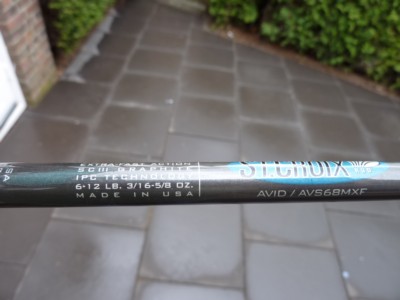 EXTRA-FAST ACTION
SCIII GRAPHITE
IPC TECHNOLOGY
6-12 LB. 3/16-5/8 OZ.
MADE IN USA
ST.CROIX
AVID / AVS68MXF